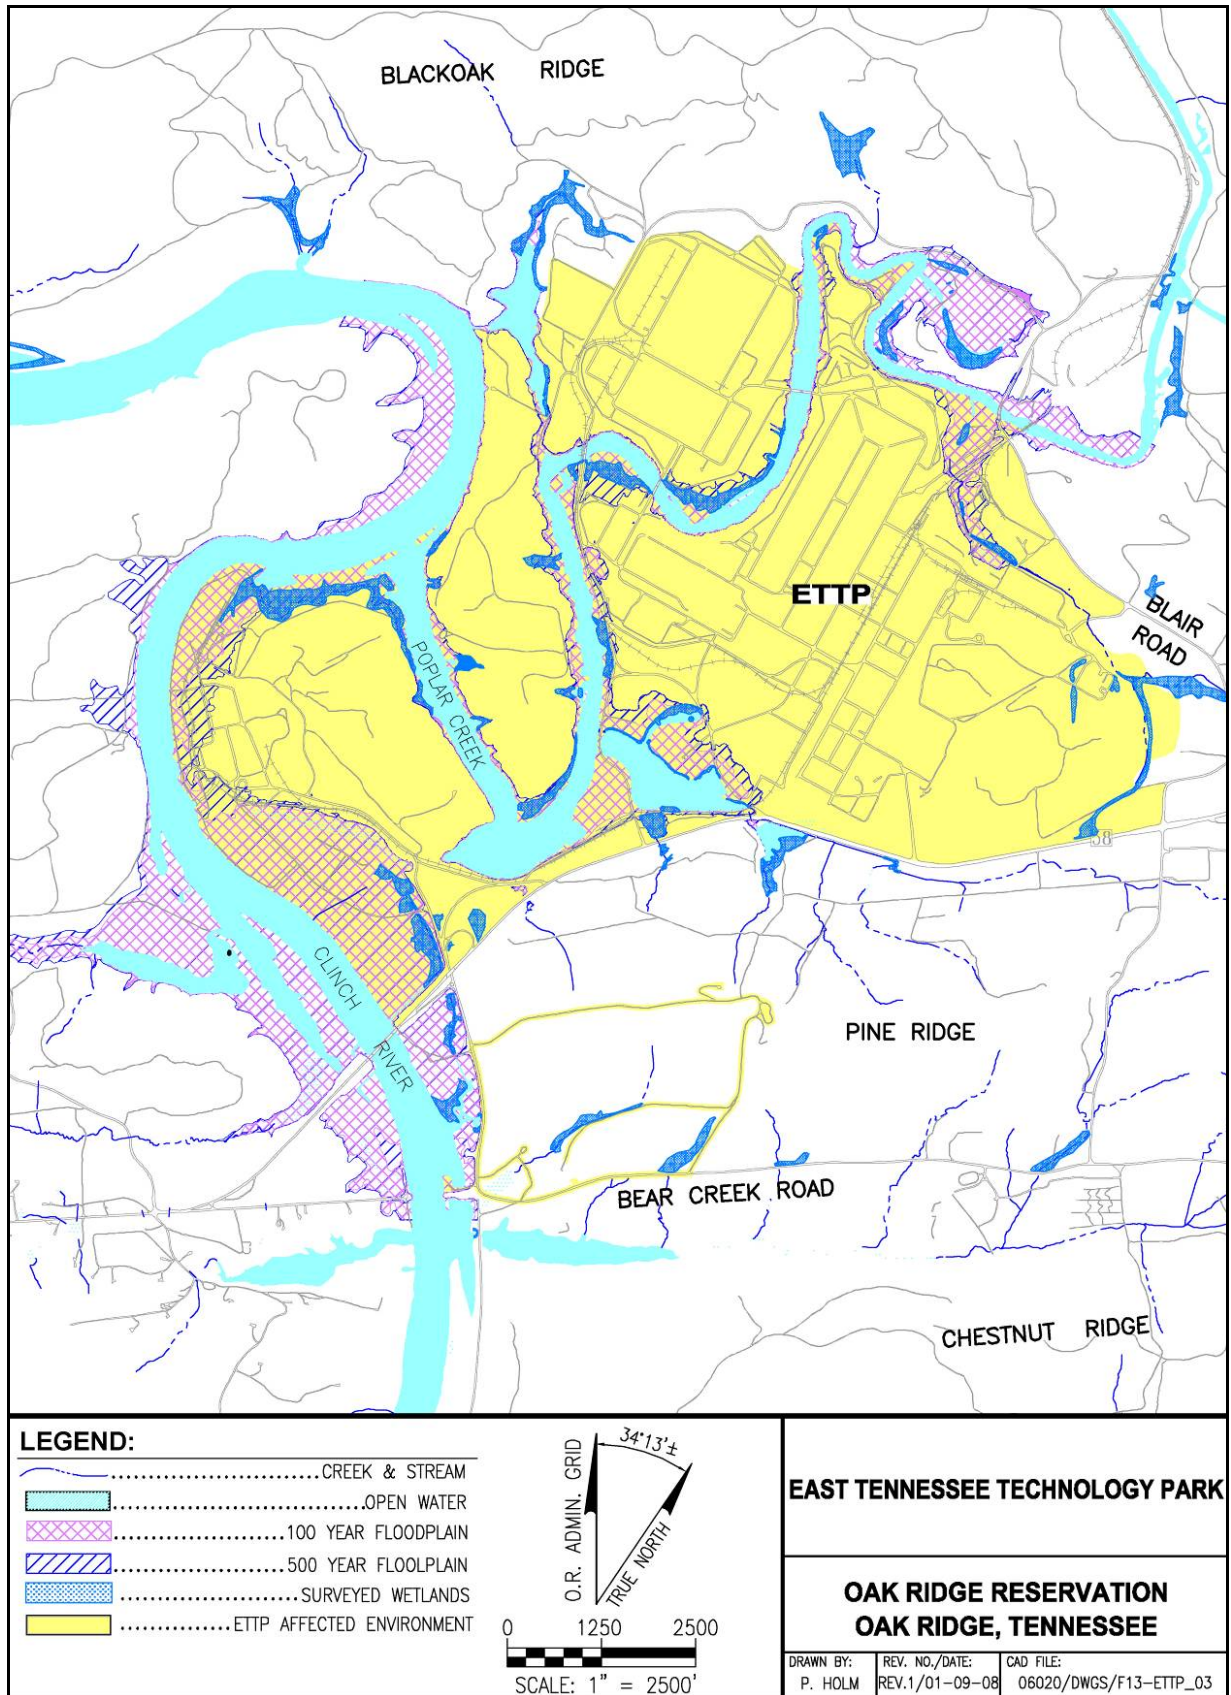 BLACKOAK RIDGE
ETTP
BLAIR
ROAD
POPLAR CREEK
58
CLINCH
RIVER
PINE RIDGE
BEAR CREEK ROAD
CHESTNUT RIDGE
LEGEND:
CREEK & STREAM
OPEN WATER
100 YEAR FLOODPLAIN
500 YEAR FLOOLPLAIN
SURVEYED WETLANDS
ETTP AFFECTED ENVIRONMENT
34°13'±
O.R. ADMIN. GRID
TRUE NORTH
0 1250 2500
SCALE: 1" = 2500'
EAST TENNESSEE TECHNOLOGY PARK
OAK RIDGE RESERVATION
OAK RIDGE, TENNESSEE
DRAWN BY:
P. HOLM
REV. NO./DATE:
REV.1/01-09-08
CAD FILE:
06020/DWGS/F13-ETTP_03